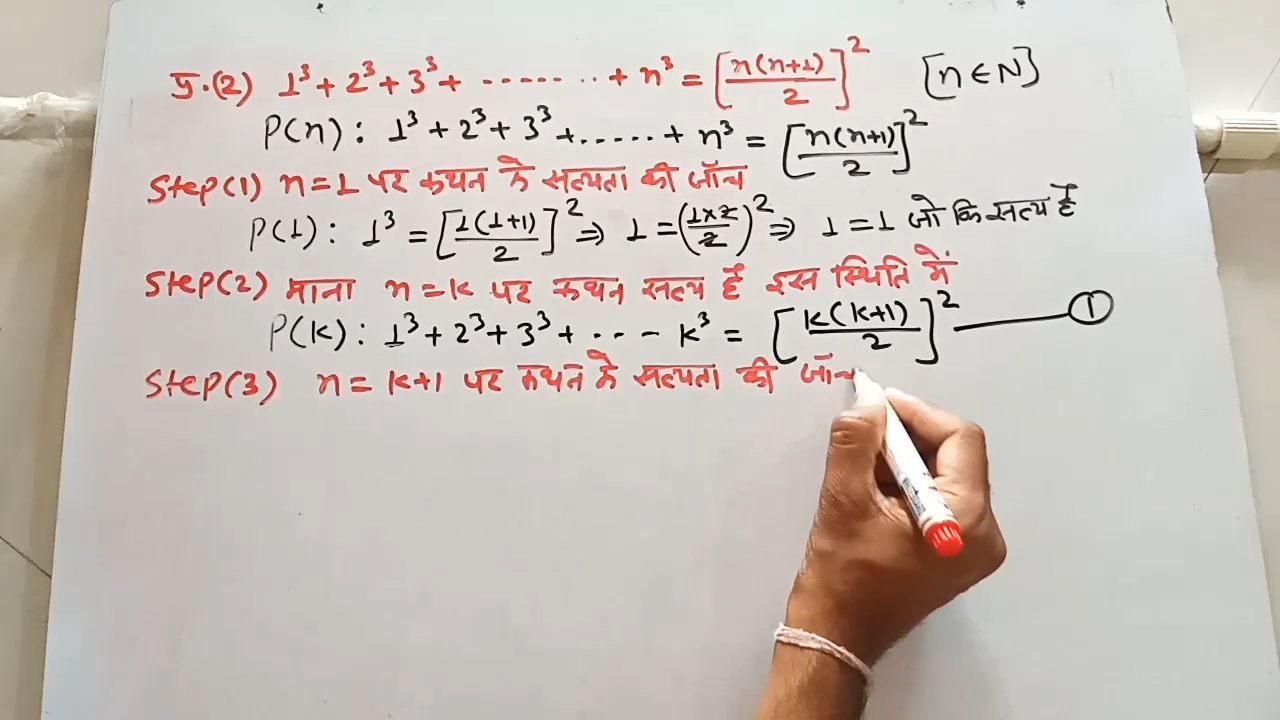 प्र.(2) 1³ + 2³ + 3³ + ........ + n³ = [n(n+1)/2]² [n∈N]
P(n) : 1³ + 2³ + 3³ + ..... + n³ = [n(n+1)/2]²
Step(1) n=1 पर कथन के सत्यता की जाँच
P(1) : 1³ = [1(1+1)/2]² ⇒ 1 = (1×2/2)² ⇒ 1 = 1 जो कि सत्य है
Step(2) माना n = k पर कथन सत्य है इस स्थिति में
P(k) : 1³ + 2³ + 3³ + ... - k³ = [k(k+1)/2]² —— ①
Step(3) n = k+1 पर कथन के सत्यता की जाँच